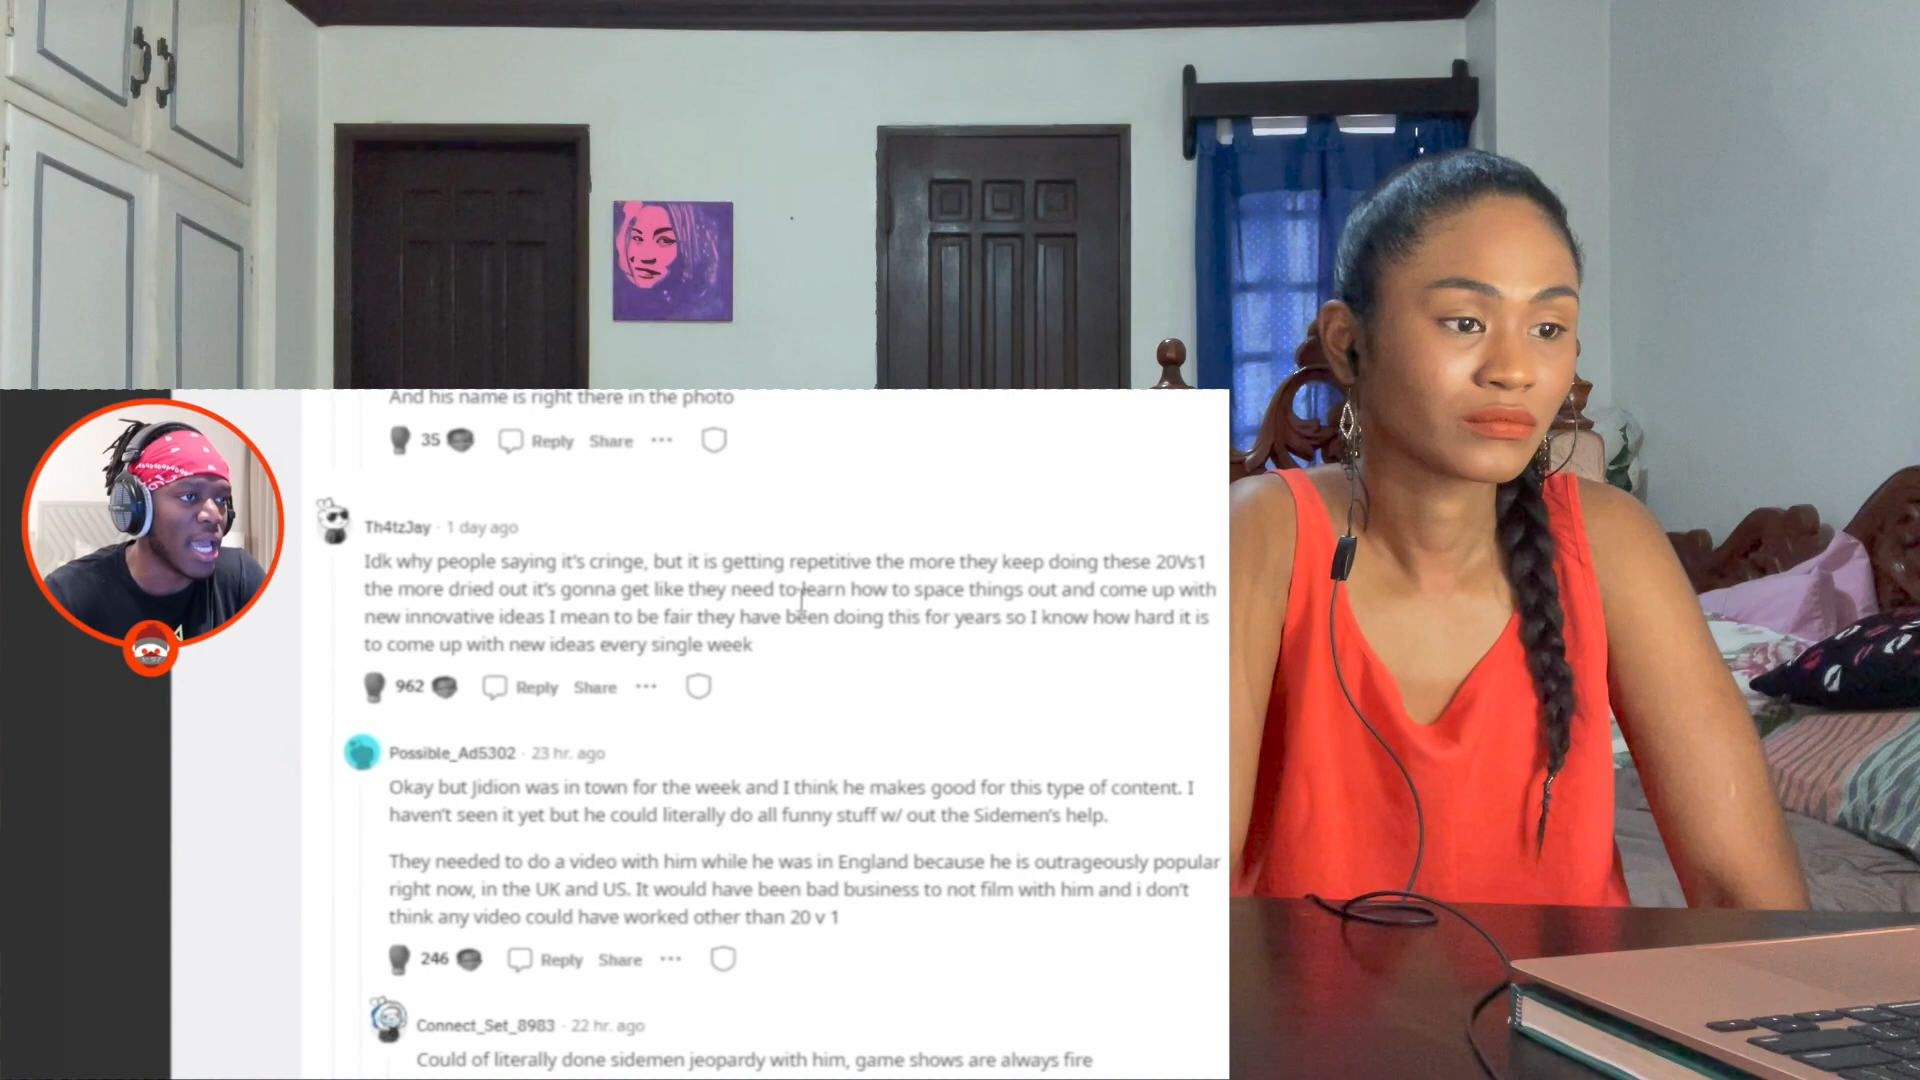 And his name is right there in the photo
35 Reply Share
Th4tzJay · 1 day ago
Idk why people saying it's cringe, but it is getting repetitive the more they keep doing these 20Vs1
the more dried out it's gonna get like they need to learn how to space things out and come up with
new innovative ideas I mean to be fair they have been doing this for years so I know how hard it is
to come up with new ideas every single week
962 Reply Share
Possible_Ad5302 · 23 hr. ago
Okay but Jidion was in town for the week and I think he makes good for this type of content. I
haven't seen it yet but he could literally do all funny stuff w/ out the Sidemen's help.
They needed to do a video with him while he was in England because he is outrageously popular
right now, in the UK and US. It would have been bad business to not film with him and i don't
think any video could have worked other than 20 v 1
246 Reply Share
Connect_Set_8983 · 22 hr. ago
Could of literally done sidemen jeopardy with him, game shows are always fire